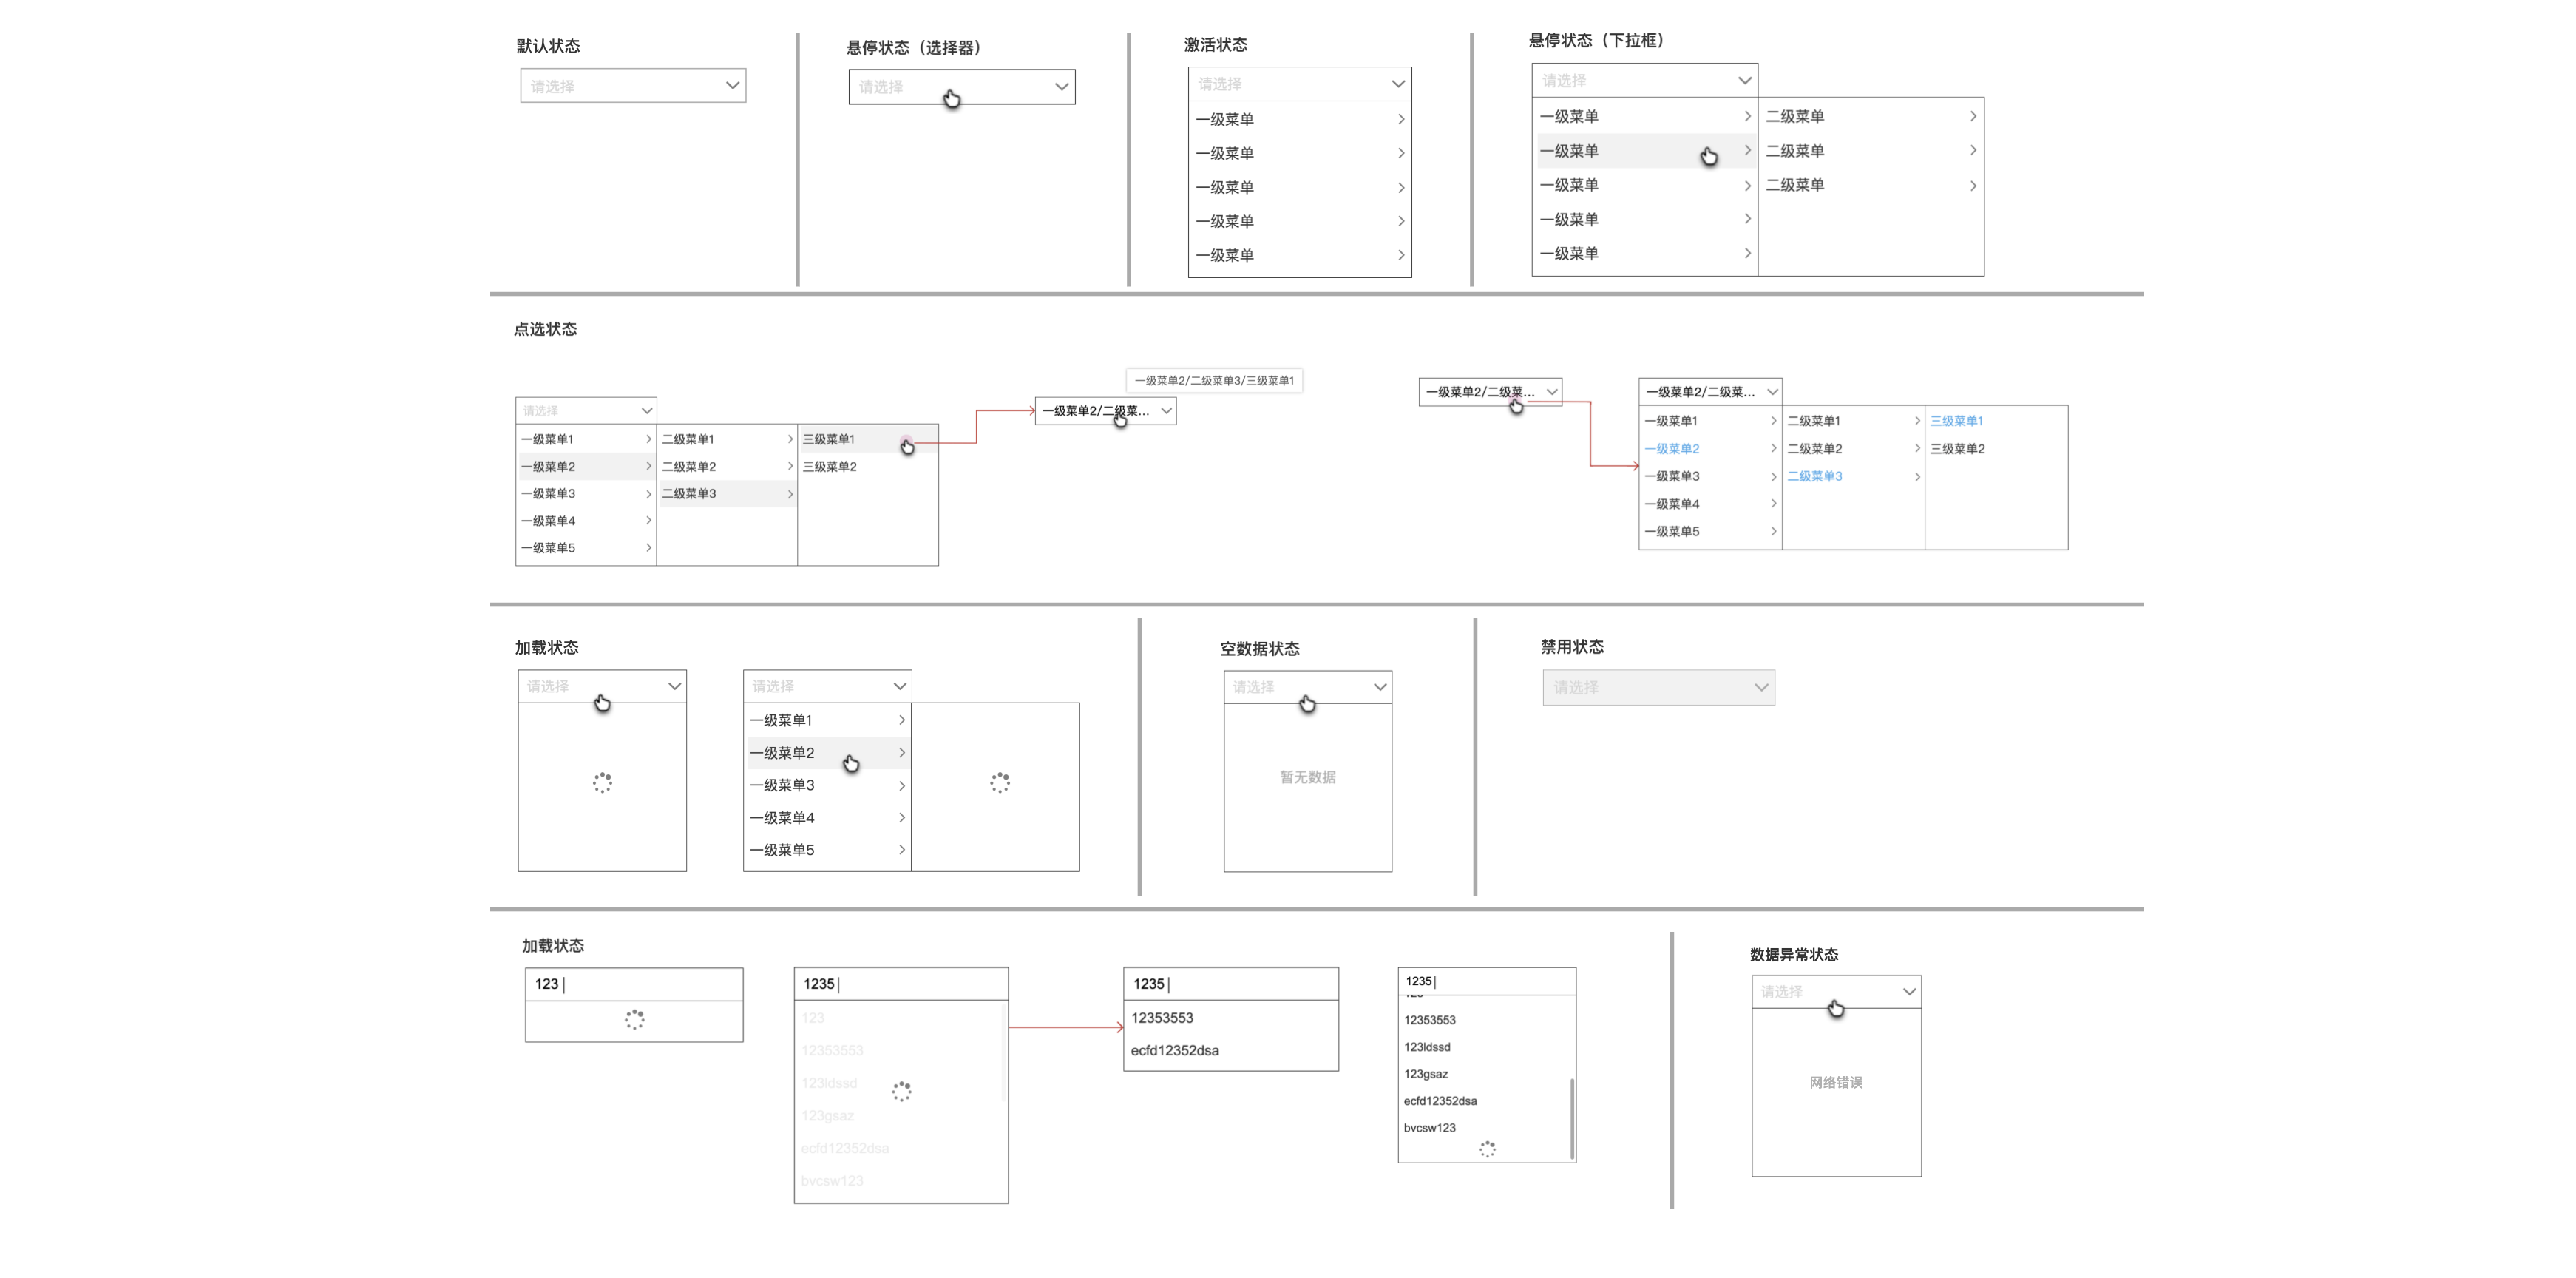 默认状态
请选择
悬停状态（选择器）
请选择
激活状态
请选择
一级菜单
一级菜单
一级菜单
一级菜单
一级菜单
悬停状态（下拉框）
请选择
一级菜单
一级菜单
一级菜单
一级菜单
一级菜单
二级菜单
二级菜单
二级菜单
点选状态
请选择
一级菜单1
一级菜单2
一级菜单3
一级菜单4
一级菜单5
二级菜单1
二级菜单2
二级菜单3
三级菜单1
三级菜单2
一级菜单2/二级菜单3/三级菜单1
一级菜单2/二级菜...
一级菜单2/二级菜...
一级菜单2/二级菜...
一级菜单1
一级菜单2
一级菜单3
一级菜单4
一级菜单5
二级菜单1
二级菜单2
二级菜单3
三级菜单1
三级菜单2
加载状态
请选择
请选择
一级菜单1
一级菜单2
一级菜单3
一级菜单4
一级菜单5
空数据状态
请选择
暂无数据
禁用状态
请选择
加载状态
123
1235
123
12353553
123ldssd
123gsaz
ecfd12352dsa
bvcsw123
1235
12353553
ecfd12352dsa
1235
12353553
123ldssd
123gsaz
ecfd12352dsa
bvcsw123
数据异常状态
请选择
网络错误